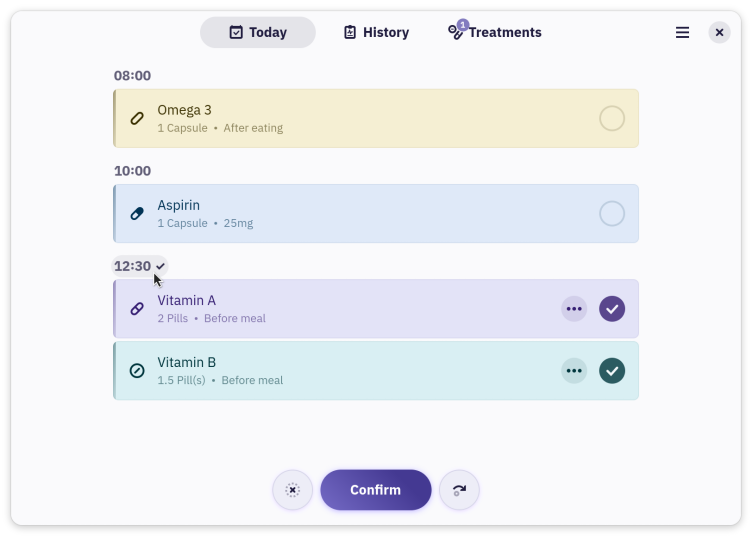 Today
History
1
Treatments
08:00
Omega 3
1 Capsule • After eating
10:00
Aspirin
1 Capsule • 25mg
12:30
Vitamin A
2 Pills • Before meal
Vitamin B
1.5 Pill(s) • Before meal
Confirm